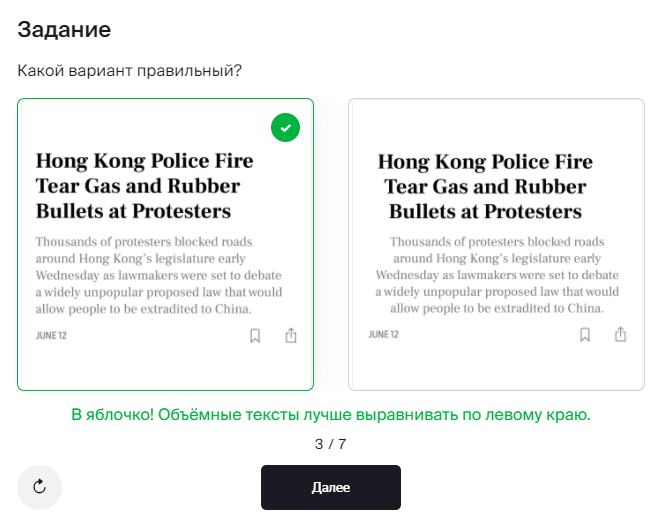 Задание
Какой вариант правильный?
Hong Kong Police Fire
Tear Gas and Rubber
Bullets at Protesters
Thousands of protesters blocked roads
around Hong Kong's legislature early
Wednesday as lawmakers were set to debate
a widely unpopular proposed law that would
allow people to be extradited to China.
JUNE 12
Hong Kong Police Fire
Tear Gas and Rubber
Bullets at Protesters
Thousands of protesters blocked roads
around Hong Kong's legislature early
Wednesday as lawmakers were set to debate
a widely unpopular proposed law that would
allow people to be extradited to China.
JUNE 12
В яблочко! Объёмные тексты лучше выравнивать по левому краю.
3 / 7
Далее